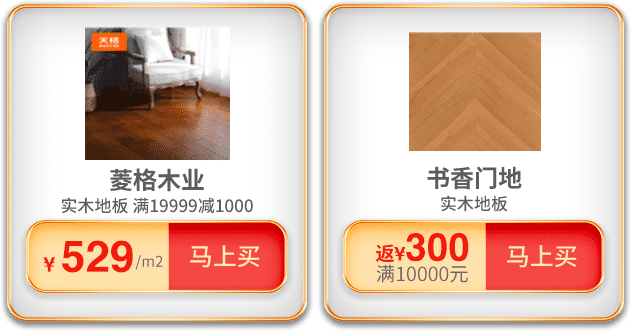 天格
菱格木业
实木地板 满19999减1000
¥ 529/m2
马上买
书香门地
实木地板
返¥300
满10000元
马上买